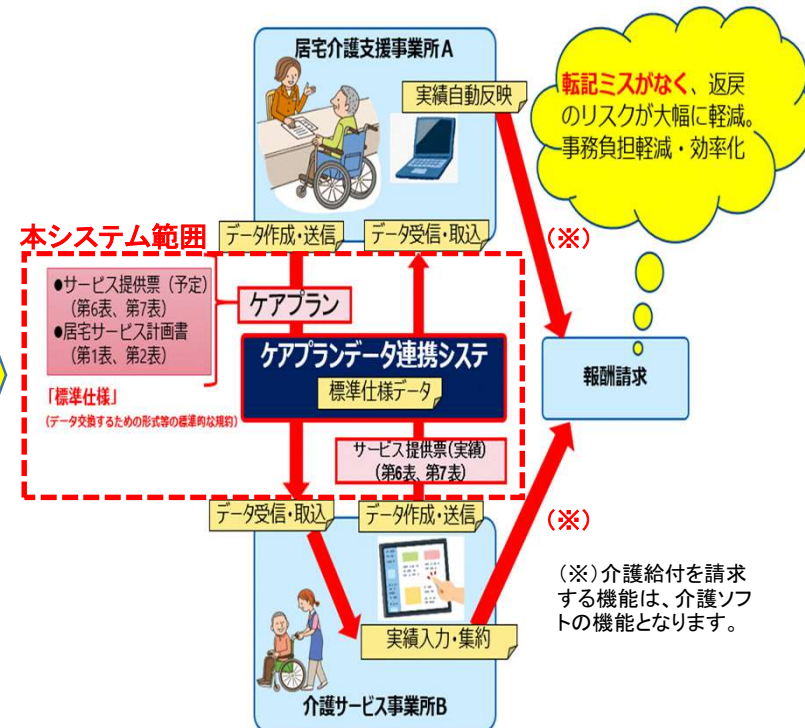 居宅介護支援事業所A
実績自動反映
転記ミスがなく、返戻
のリスクが大幅に軽減。
事務負担軽減・効率化
本システム範囲
データ作成・送信
データ受信・取込
(※)
●サービス提供票（予定）
(第6表、第7表)
●居宅サービス計画書
(第1表、第2表)
ケアプラン
「標準仕様」
(データ交換するための形式等の標準的な規約)
ケアプランデータ連携システ
標準仕様データ
報酬請求
サービス提供票(実績)
(第6表、第7表)
データ受信・取込
データ作成・送信
(※)
(※)介護給付を請求
する機能は、介護ソフ
トの機能となります。
実績入力・集約
介護サービス事業所B